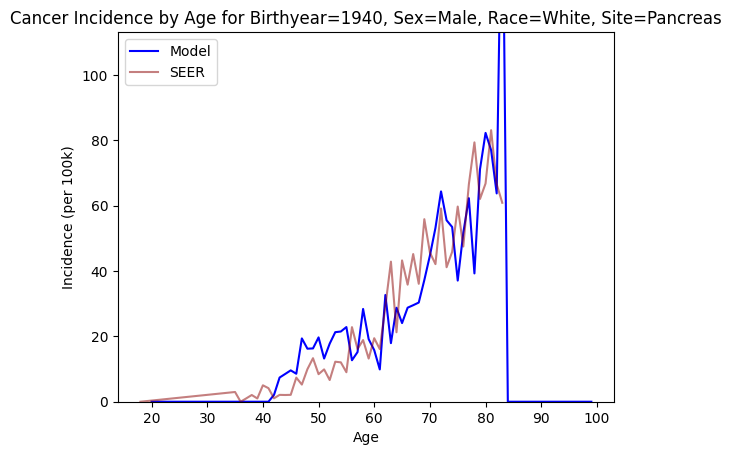 Cancer Incidence by Age for Birthyear=1940, Sex=Male, Race=White, Site=Pancreas
Model
SEER
100
80
60
40
20
0
Incidence (per 100k)
20 30 40 50 60 70 80 90 100
Age